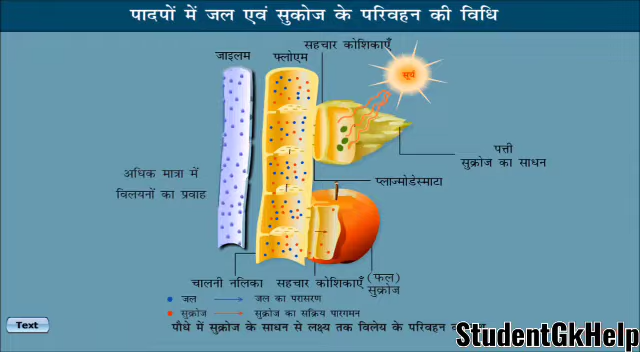 पादपों में जल एवं सुक्रोज के परिवहन की विधि
सहचार कोशिकाएँ
जाइलम
फ्लोएम
सूर्य
पत्ती
सुक्रोज का साधन
अधिक मात्रा में
विलयनों का प्रवाह
प्लाज्मोडेस्माटा
चालनी नलिका
सहचार कोशिकाएँ
(फल)
सुक्रोज
जल
जल का परासरण
सुक्रोज
सुक्रोज का सक्रिय पारगमन
पौधे में सुक्रोज के साधन से लक्ष्य तक विलेय के परिवहन
Text
StudentGkHelp